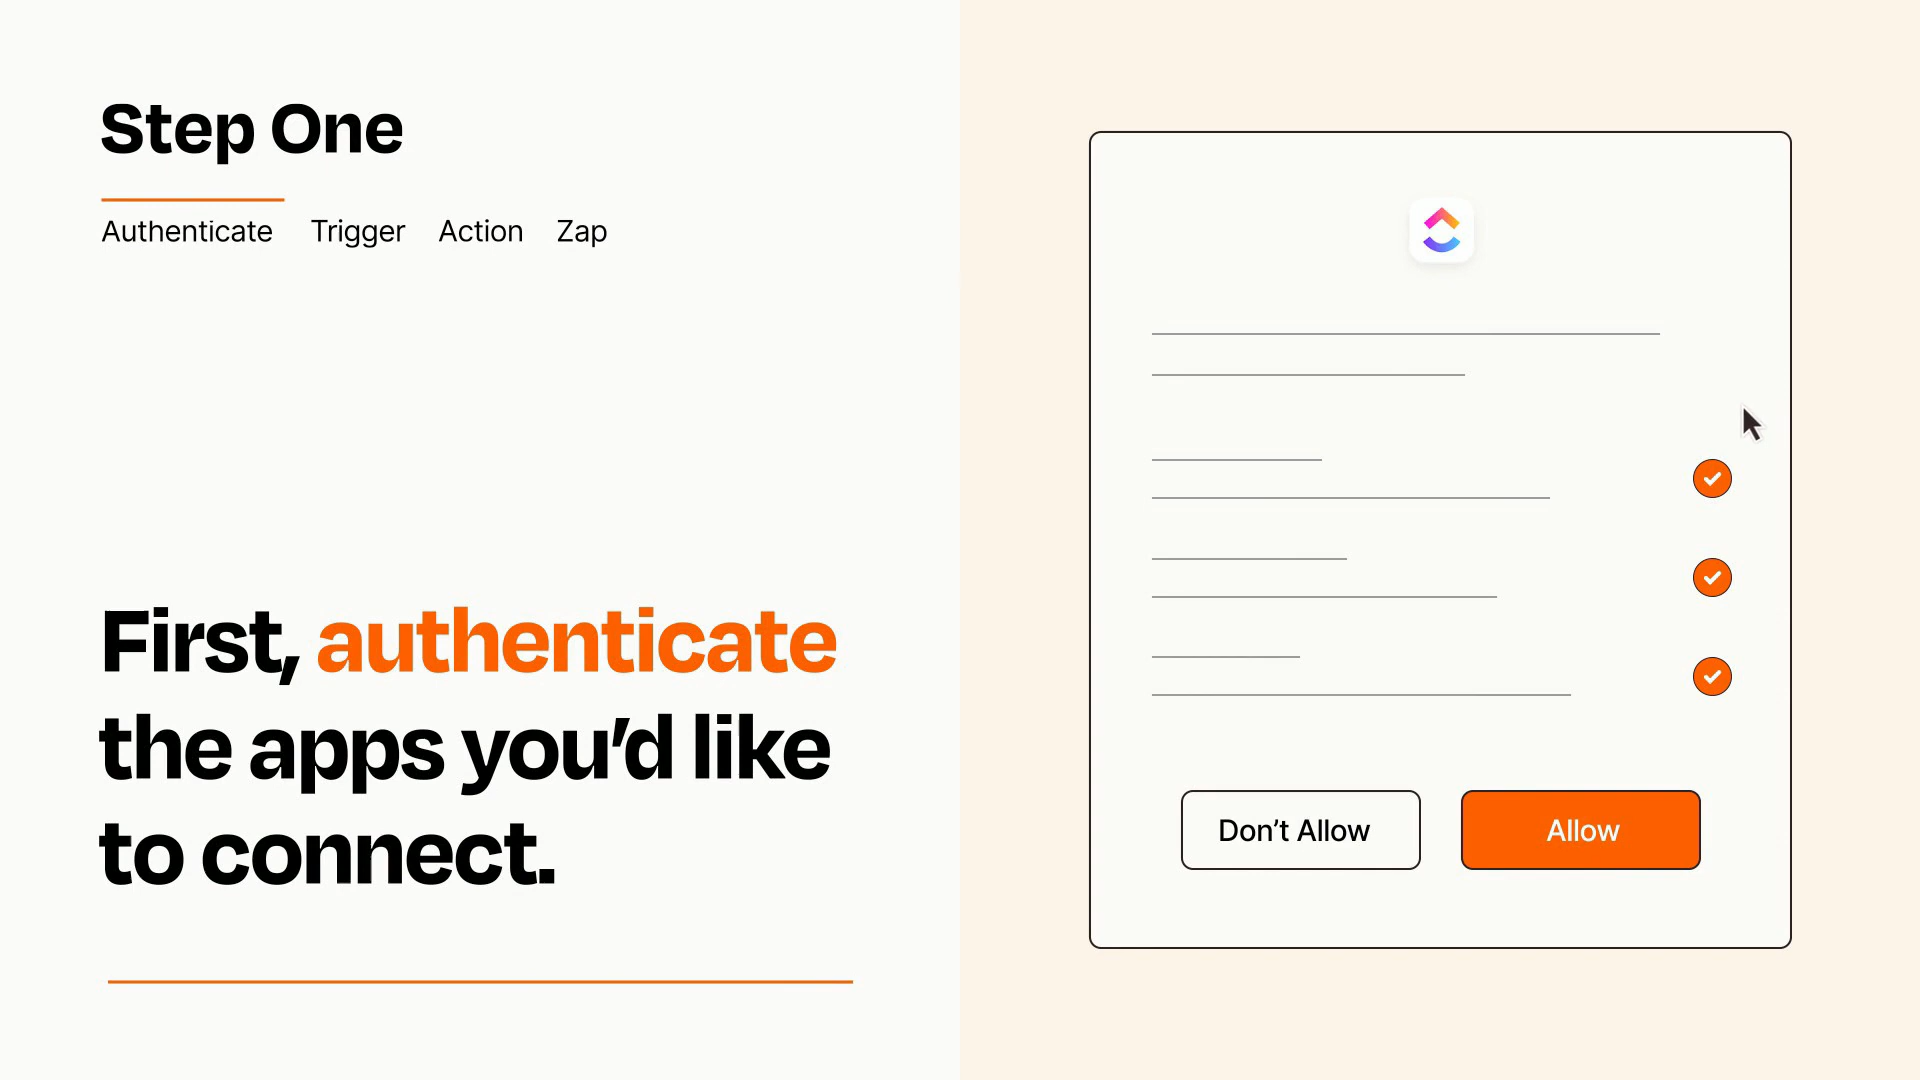 Step One
Authenticate Trigger Action Zap
First, authenticate
the apps you’d like
to connect.
Don’t Allow
Allow